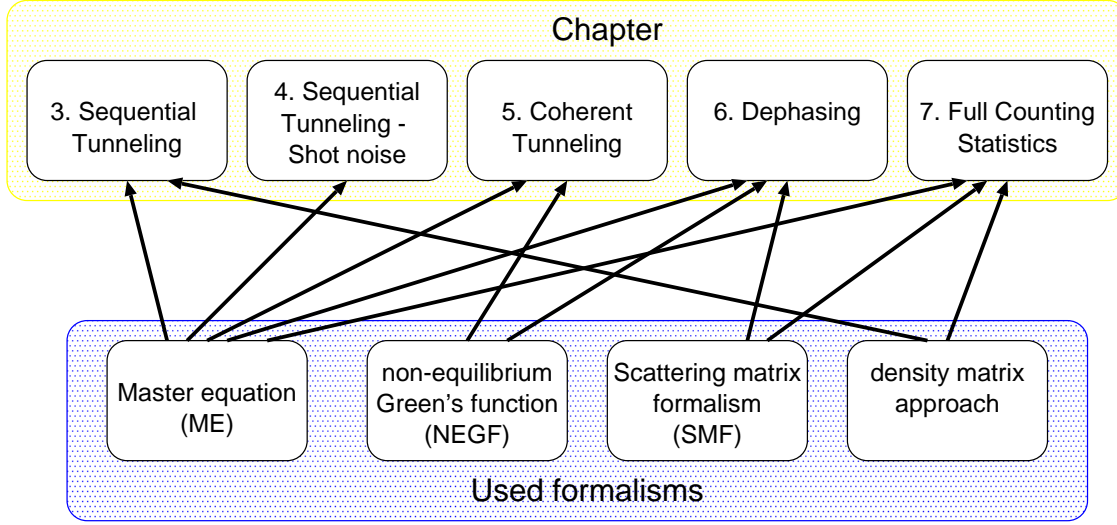 Chapter
3. Sequential
Tunneling
4. Sequential
Tunneling -
Shot noise
5. Coherent
Tunneling
6. Dephasing
7. Full Counting
Statistics
Master equation
(ME)
non-equilibrium
Green's function
(NEGF)
Scattering matrix
formalism
(SMF)
density matrix
approach
Used formalisms